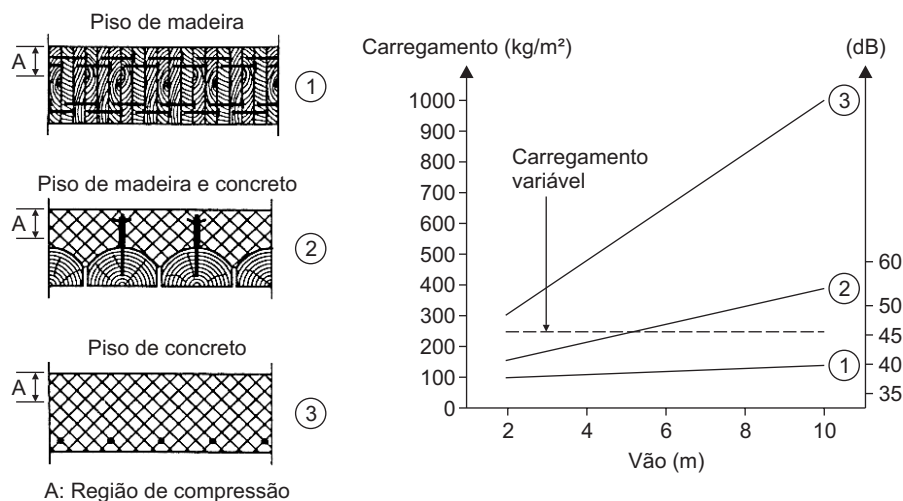 Piso de madeira
A
1
Piso de madeira e concreto
A
2
Piso de concreto
A
3
A: Região de compressão
Carregamento (kg/m²)
(dB)
1000
900
800
700
600
500
400
300
200
100
0
Carregamento
variável
3
2
1
60
50
45
40
35
2 4 6 8 10
Vão (m)